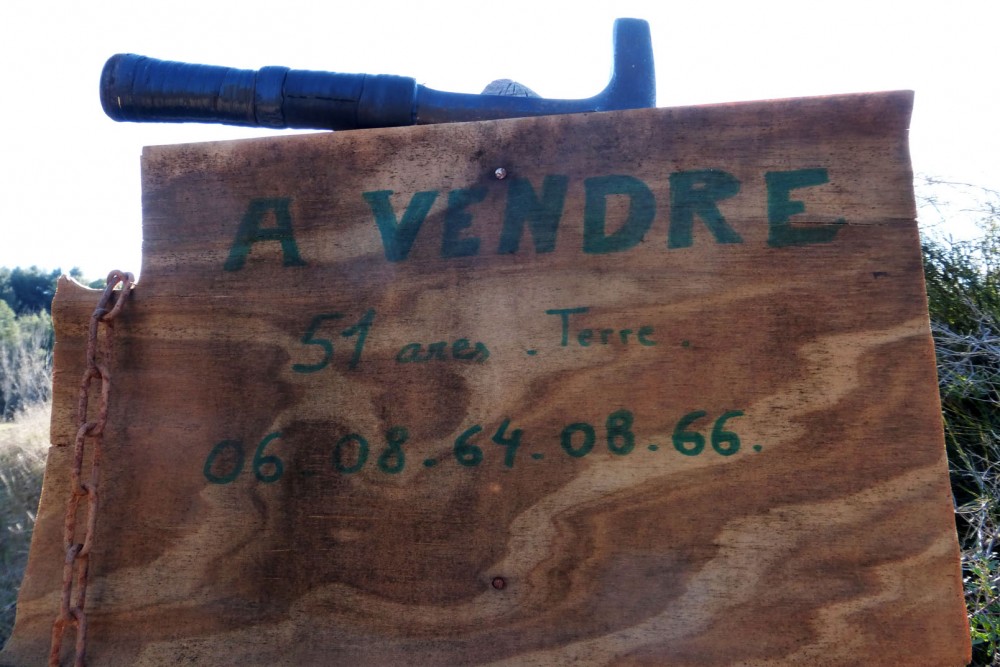 A VENDRE
51 ares - Terre .
06 08.64.08.66.